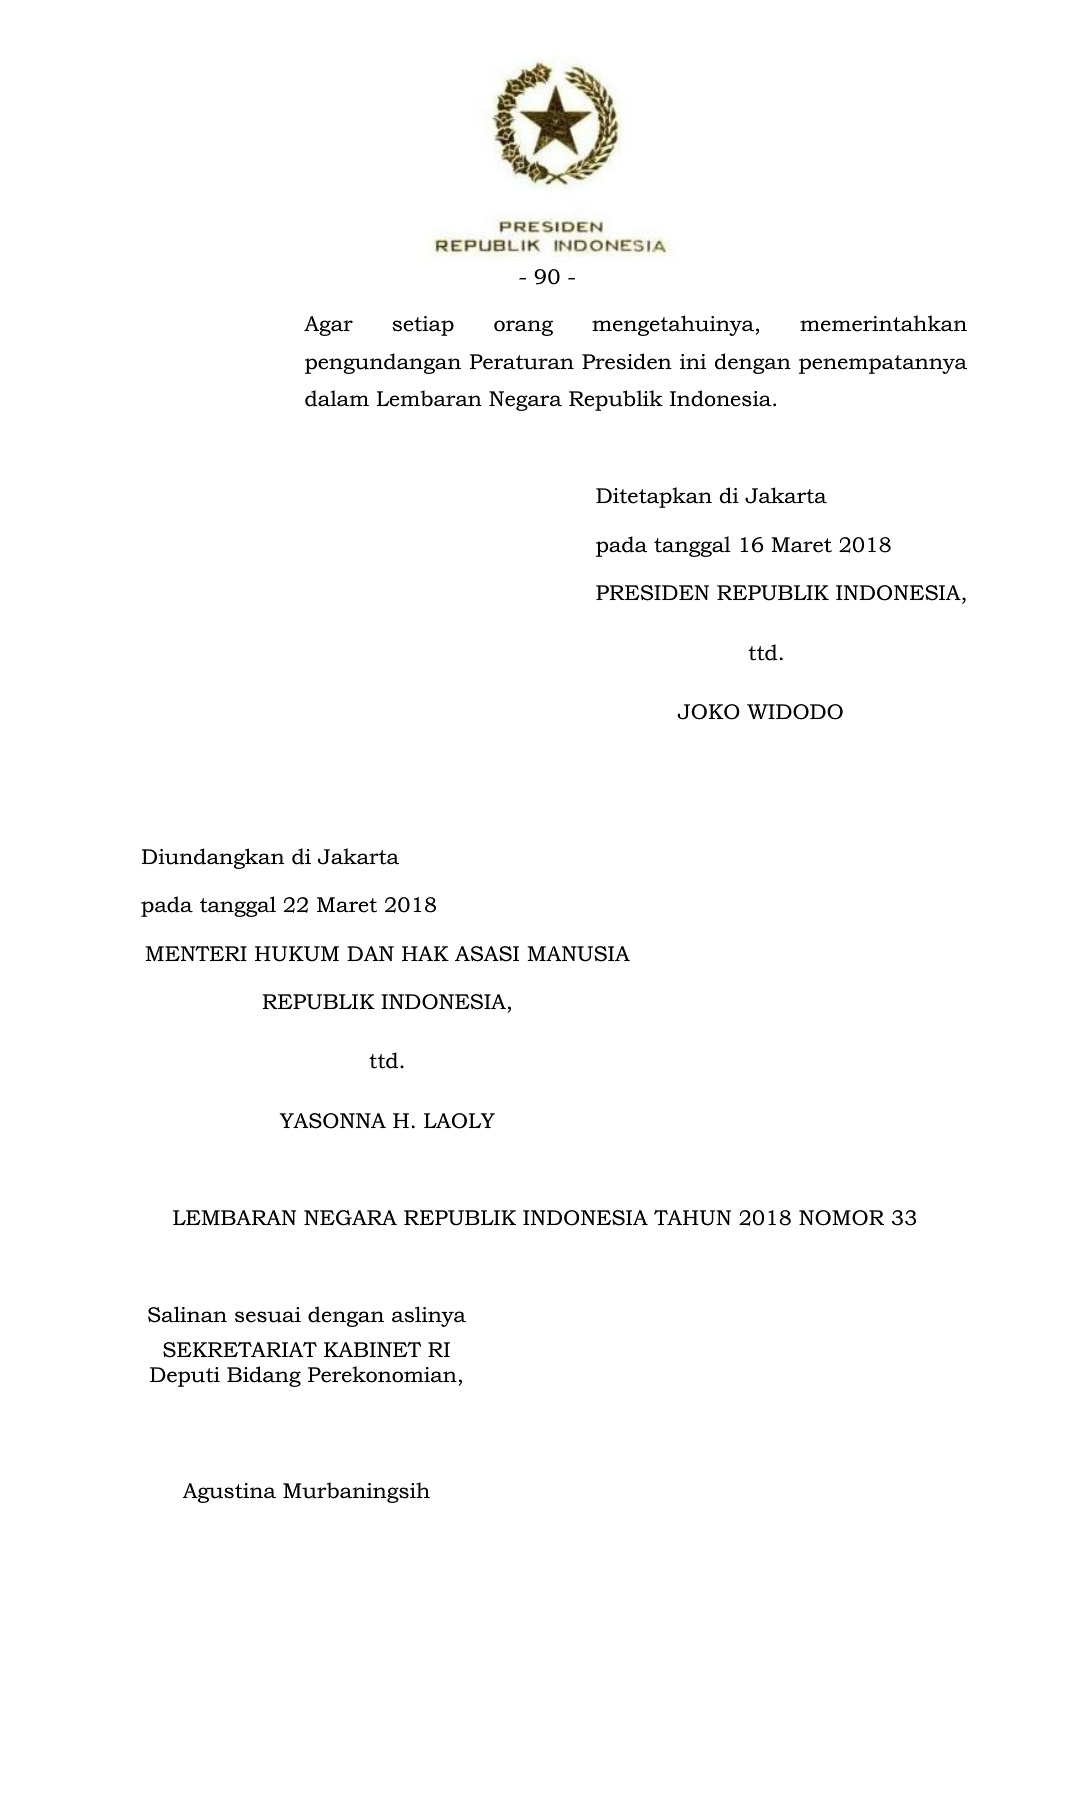 PRESIDEN
REPUBLIK INDONESIA
- 90 -
Agar setiap orang mengetahuinya, memerintahkan
pengundangan Peraturan Presiden ini dengan penempatannya
dalam Lembaran Negara Republik Indonesia.
Ditetapkan di Jakarta
pada tanggal 16 Maret 2018
PRESIDEN REPUBLIK INDONESIA,
ttd.
JOKO WIDODO
Diundangkan di Jakarta
pada tanggal 22 Maret 2018
MENTERI HUKUM DAN HAK ASASI MANUSIA
REPUBLIK INDONESIA,
ttd.
YASONNA H. LAOLY
LEMBARAN NEGARA REPUBLIK INDONESIA TAHUN 2018 NOMOR 33
Salinan sesuai dengan aslinya
SEKRETARIAT KABINET RI
Deputi Bidang Perekonomian,
Agustina Murbaningsih